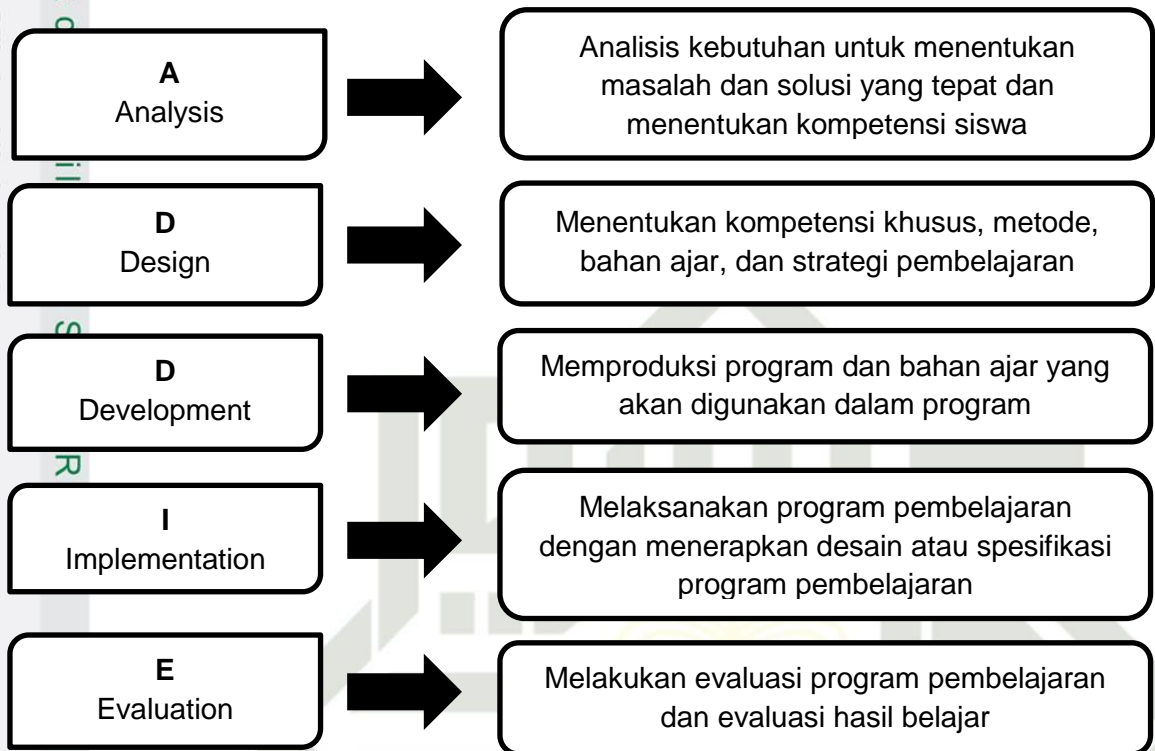 A
Analysis
Analisis kebutuhan untuk menentukan
masalah dan solusi yang tepat dan
menentukan kompetensi siswa
D
Design
Menentukan kompetensi khusus, metode,
bahan ajar, dan strategi pembelajaran
D
Development
Memproduksi program dan bahan ajar yang
akan digunakan dalam program
I
Implementation
Melaksanakan program pembelajaran
dengan menerapkan desain atau spesifikasi
program pembelajaran
E
Evaluation
Melakukan evaluasi program pembelajaran
dan evaluasi hasil belajar